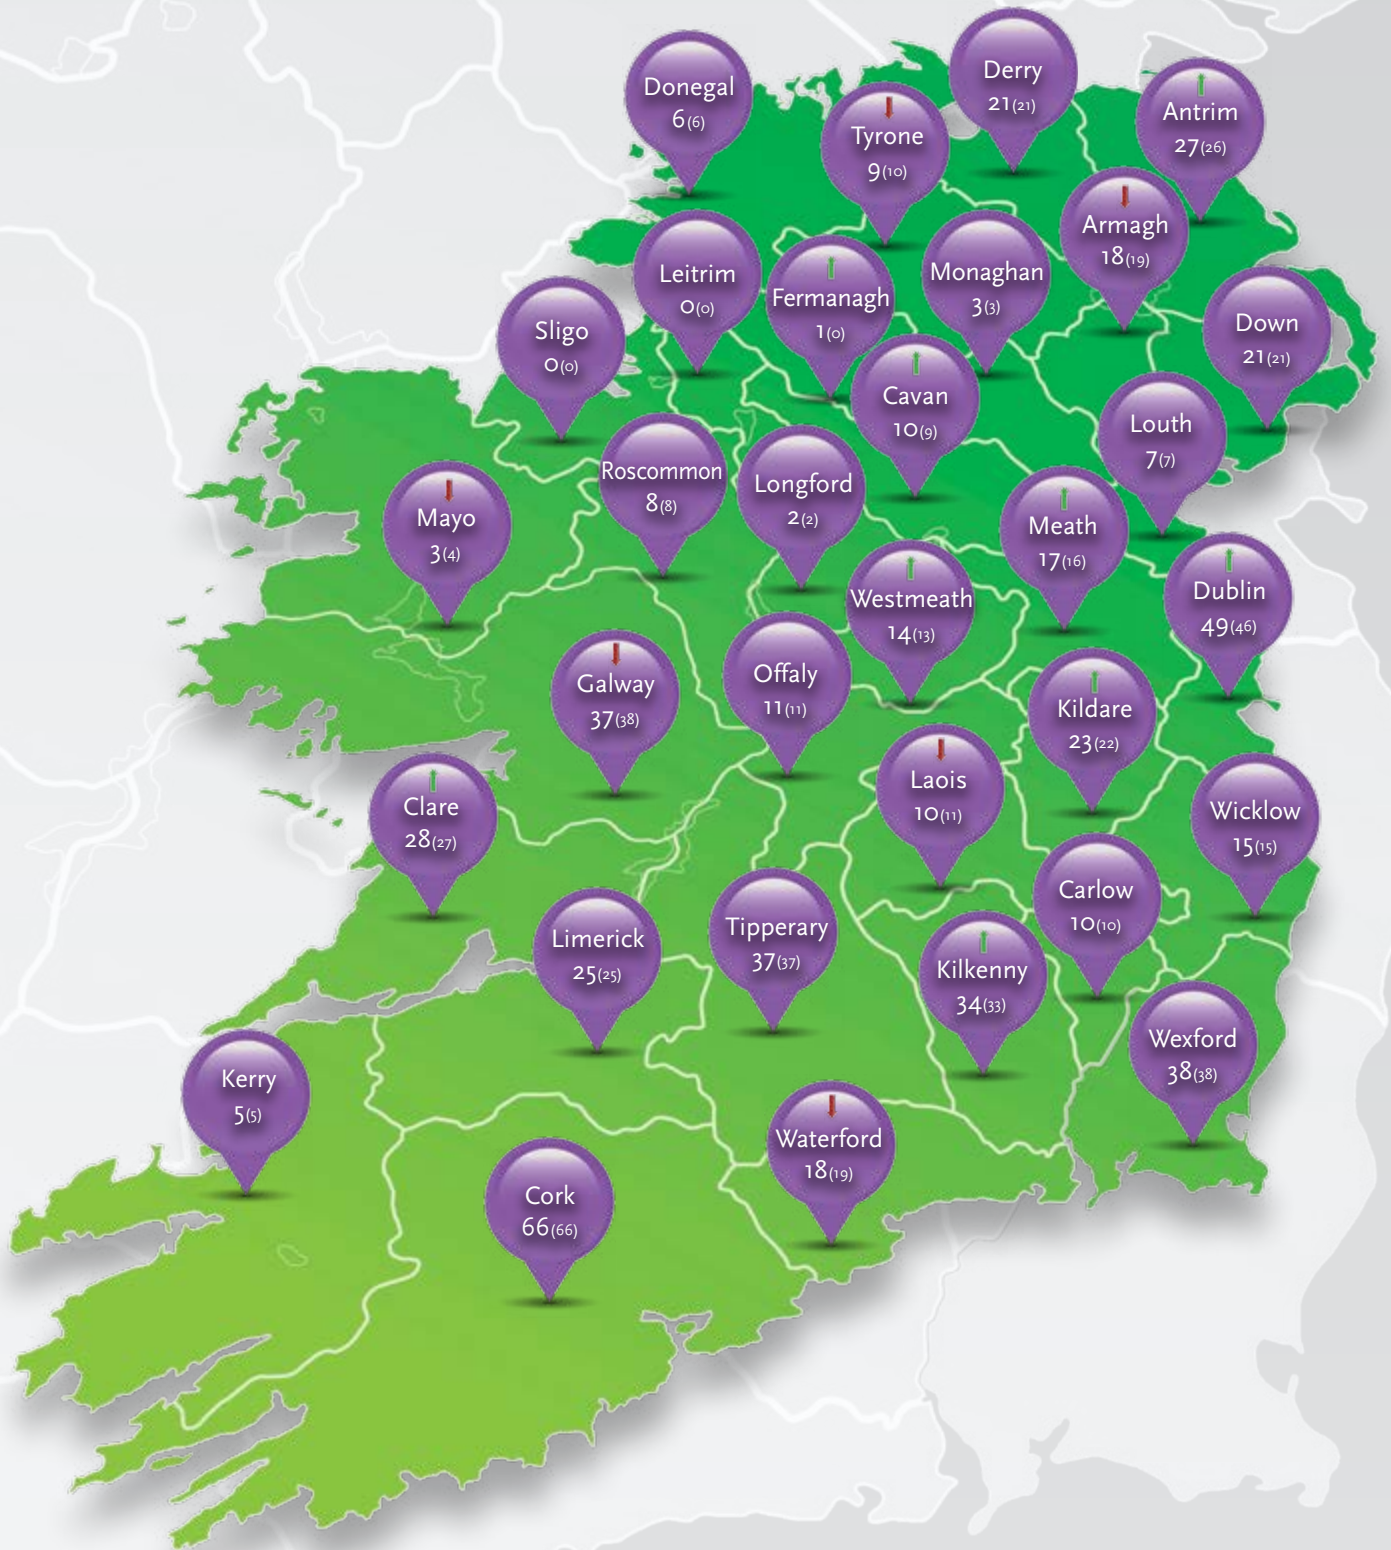 Donegal
6(6)
Derry
21(21)
Tyrone
9(10)
Antrim
27(26)
Armagh
18(19)
Leitrim
0(0)
Fermanagh
1(0)
Monaghan
3(3)
Sligo
0(0)
Down
21(21)
Cavan
10(9)
Louth
7(7)
Roscommon
8(8)
Longford
2(2)
Mayo
3(4)
Meath
17(16)
Westmeath
14(13)
Dublin
49(46)
Galway
37(38)
Offaly
11(11)
Kildare
23(22)
Laois
10(11)
Clare
28(27)
Wicklow
15(15)
Carlow
10(10)
Limerick
25(25)
Tipperary
37(37)
Kilkenny
34(33)
Wexford
38(38)
Kerry
5(5)
Waterford
18(19)
Cork
66(66)